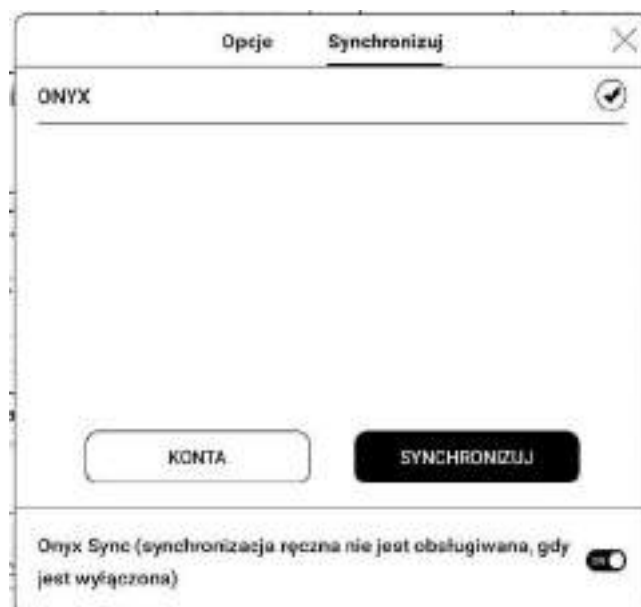 Opcje Synchronizuj
ONYX
KONTA SYNCHRONIZUJ
Onyx Sync (synchronizacja ręczna nie jest obsługiwana, gdy
jest wyłączona)